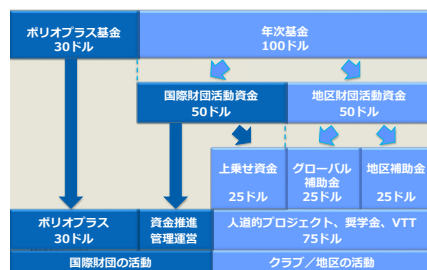 ポリオプラス基金
30ドル
年次基金
100ドル
国際財団活動資金
50ドル
地区財団活動資金
50ドル
上乗せ資金
25ドル
グローバル
補助金
25ドル
地区補助金
25ドル
ポリオプラス
30ドル
資金推進
管理運営
人道的プロジェクト、奨学金、VTT
75ドル
国際財団の活動
クラブ／地区の活動